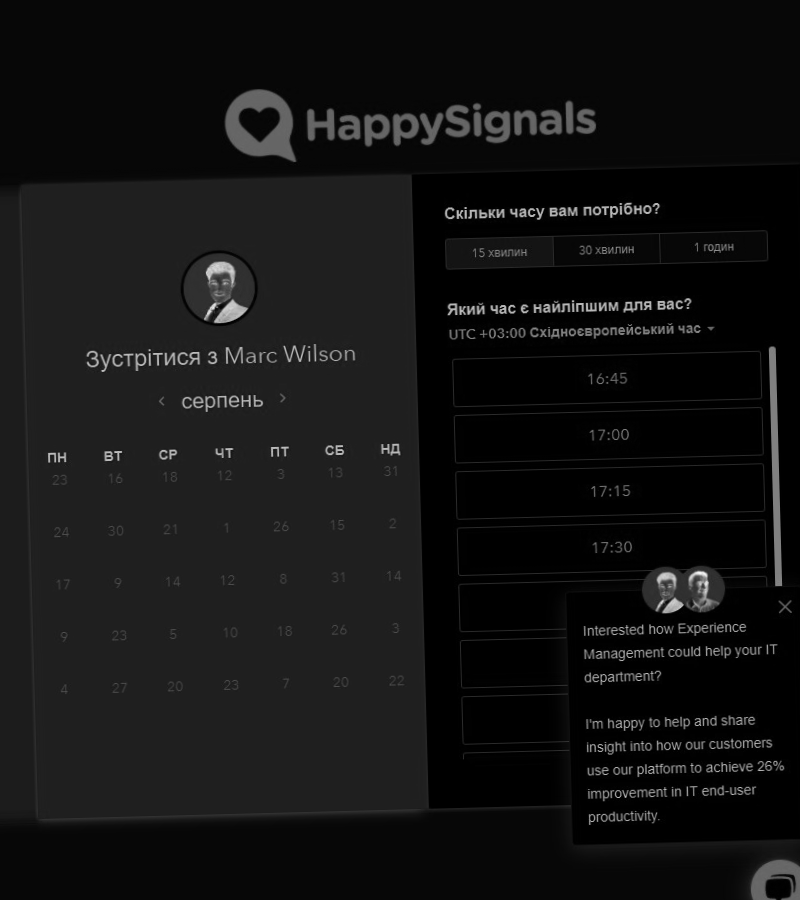 HappySignals
Зустрітися з Marc Wilson
серпень
ПН ВТ СР ЧТ ПТ СБ НД
23 16 18 12 3 13 31
24 30 21 1 26 15 2
17 9 14 12 8 31 14
9 23 5 10 18 26 3
4 27 20 23 7 20 22
Скільки часу вам потрібно?
15 хвилин 30 хвилин 1 годин
Який час є найліпшим для вас?
UTC +03:00 Східноєвропейський час
16:45
17:00
17:15
17:30
Interested how Experience
Management could help your IT
department?
I'm happy to help and share
insight into how our customers
use our platform to achieve 26%
improvement in IT end-user
productivity.